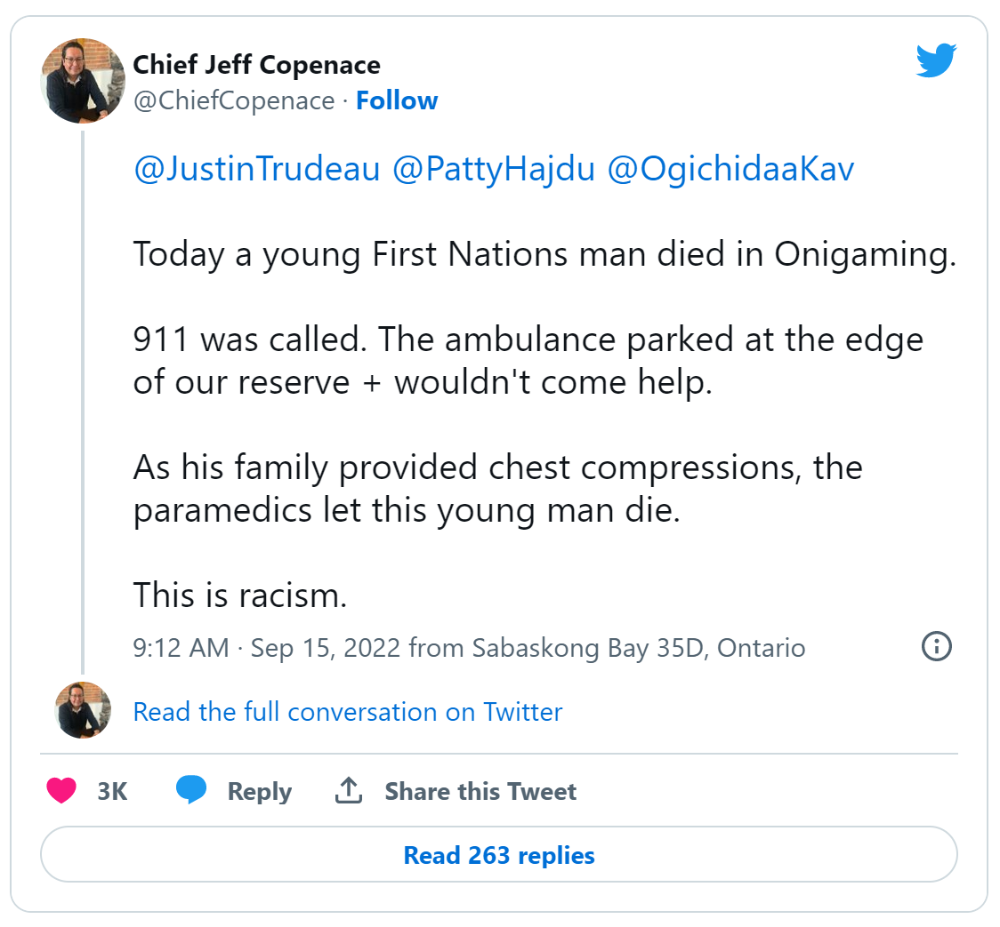 Chief Jeff Copenace
@ChiefCopenace · Follow
@JustinTrudeau @PattyHajdu @OgichidaaKav
Today a young First Nations man died in Onigaming.
911 was called. The ambulance parked at the edge
of our reserve + wouldn't come help.
As his family provided chest compressions, the
paramedics let this young man die.
This is racism.
9:12 AM · Sep 15, 2022 from Sabaskong Bay 35D, Ontario
Read the full conversation on Twitter
3K Reply Share this Tweet
Read 263 replies